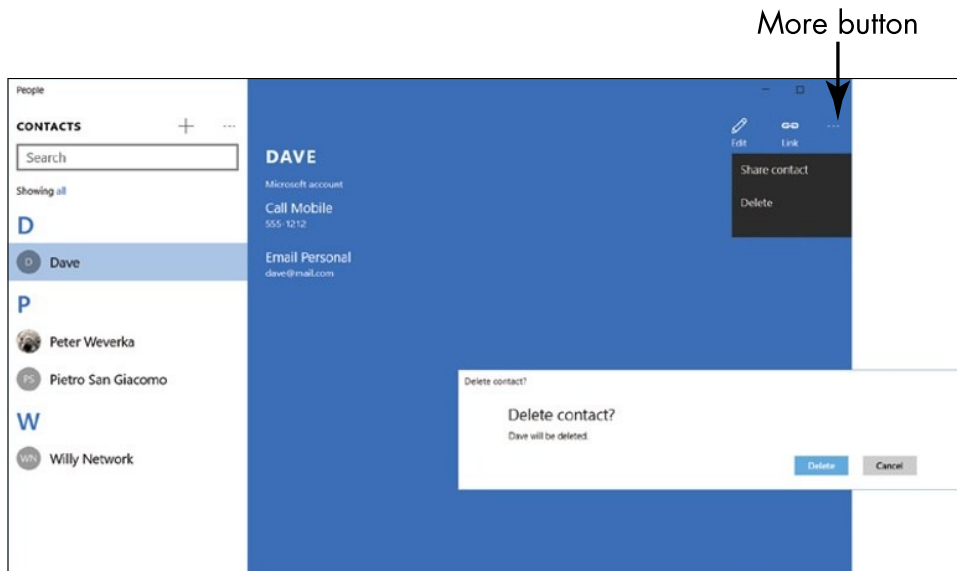 More button
People
CONTACTS
Search
Showing all
D
D Dave
P
Peter Weverka
PS Pietro San Giacomo
W
WN Willy Network
DAVE
Microsoft account
Call Mobile
555-1212
Email Personal
dave@mail.com
Edit Link
Share contact
Delete
Delete contact?
Delete contact?
Dave will be deleted.
Delete Cancel